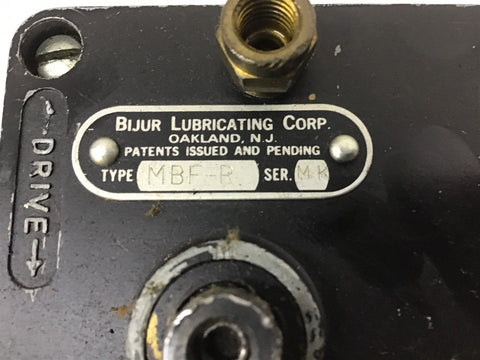 BIJUR LUBRICATING CORP.
OAKLAND, N.J.
PATENTS ISSUED AND PENDING
TYPE MBF-R. SER. MK
DRIVE